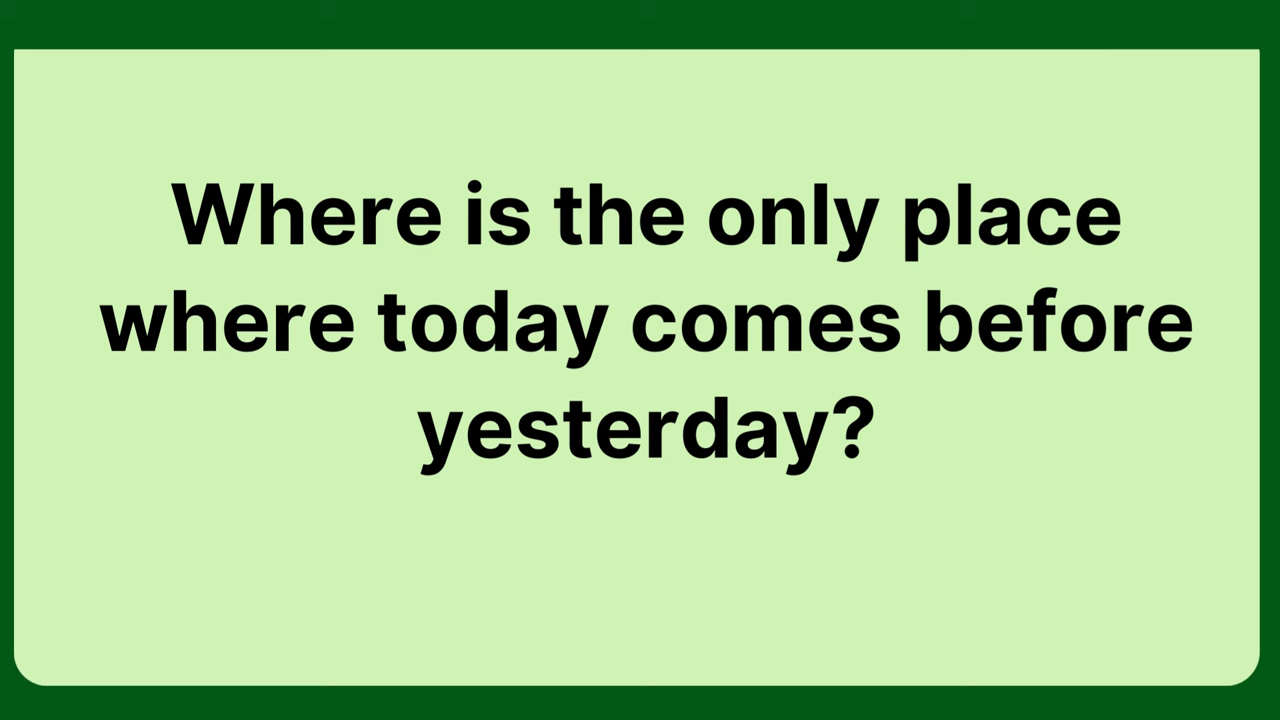 Where is the only place
where today comes before
yesterday?